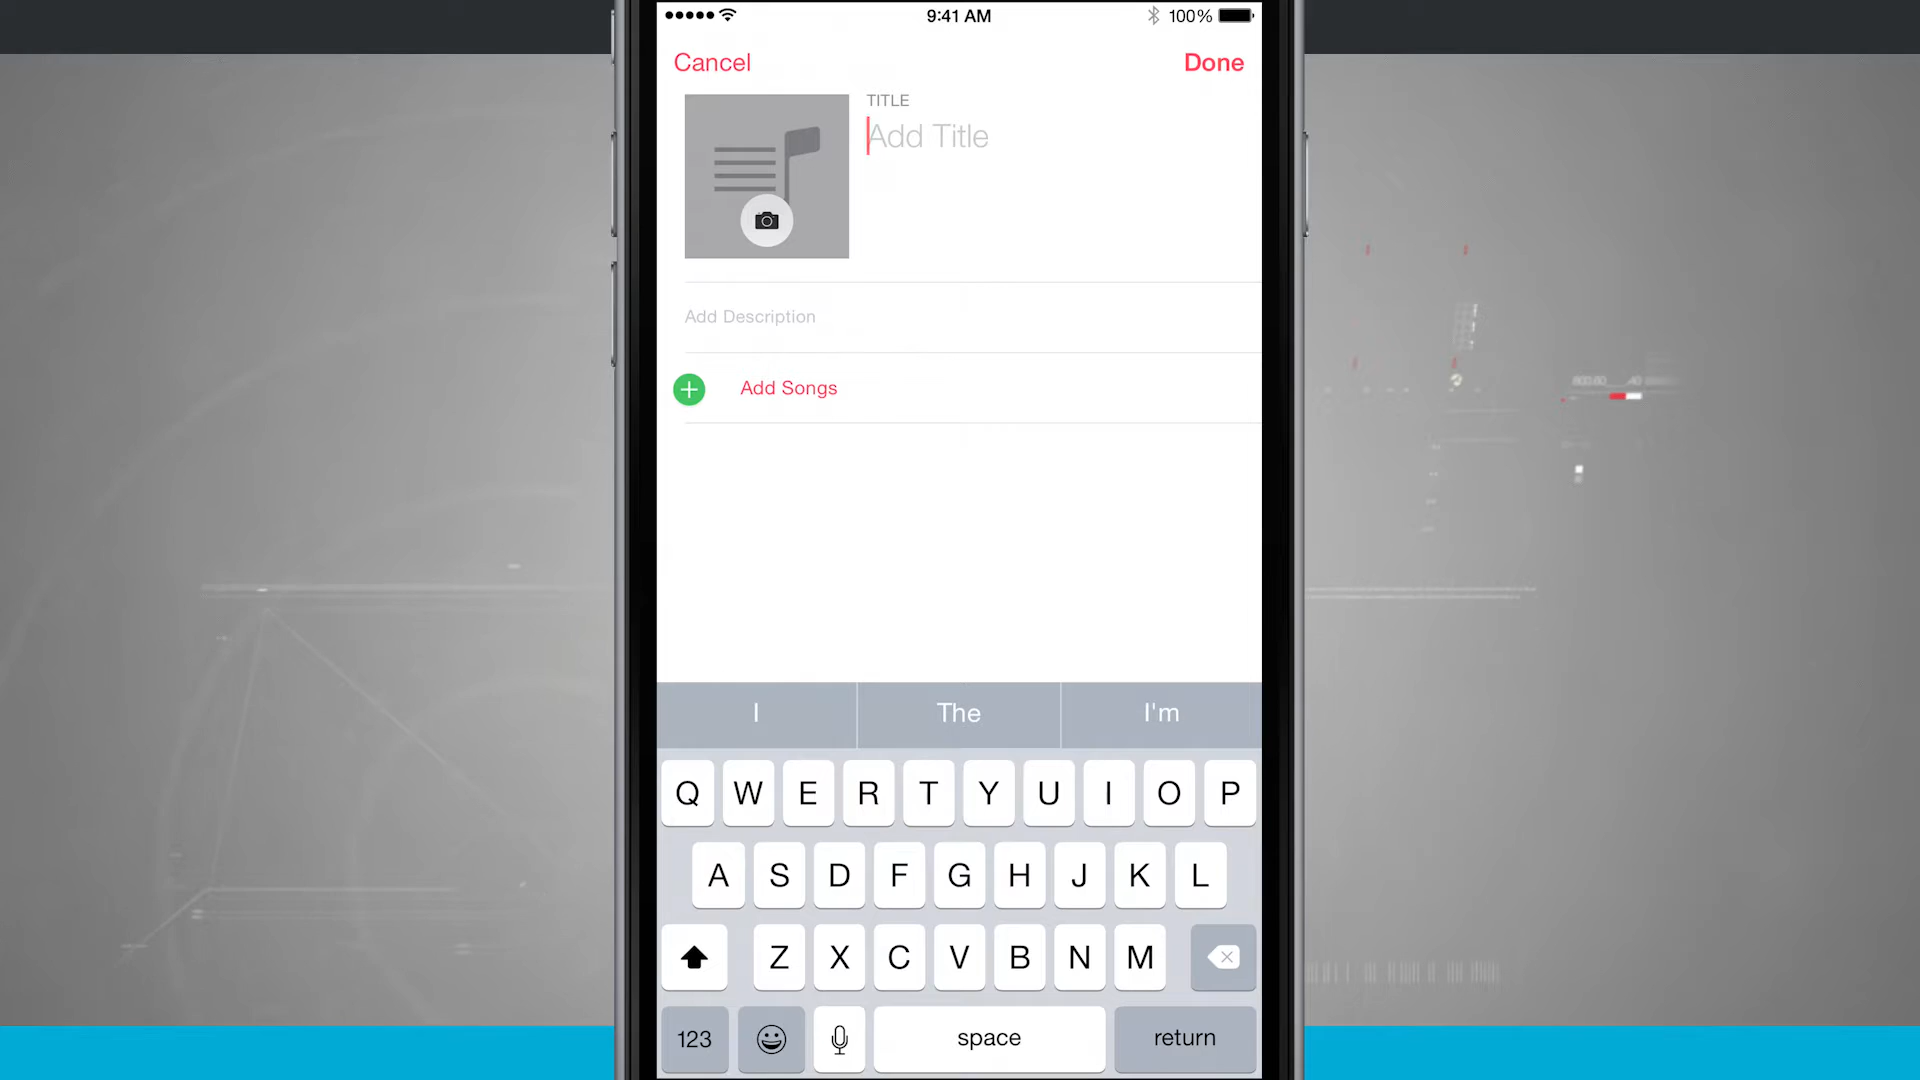 9:41 AM
100%
Cancel
Done
TITLE
Add Title
Add Description
Add Songs
I
The
I'm
Q W E R T Y U I O P
A S D F G H J K L
Z X C V B N M
123
space
return